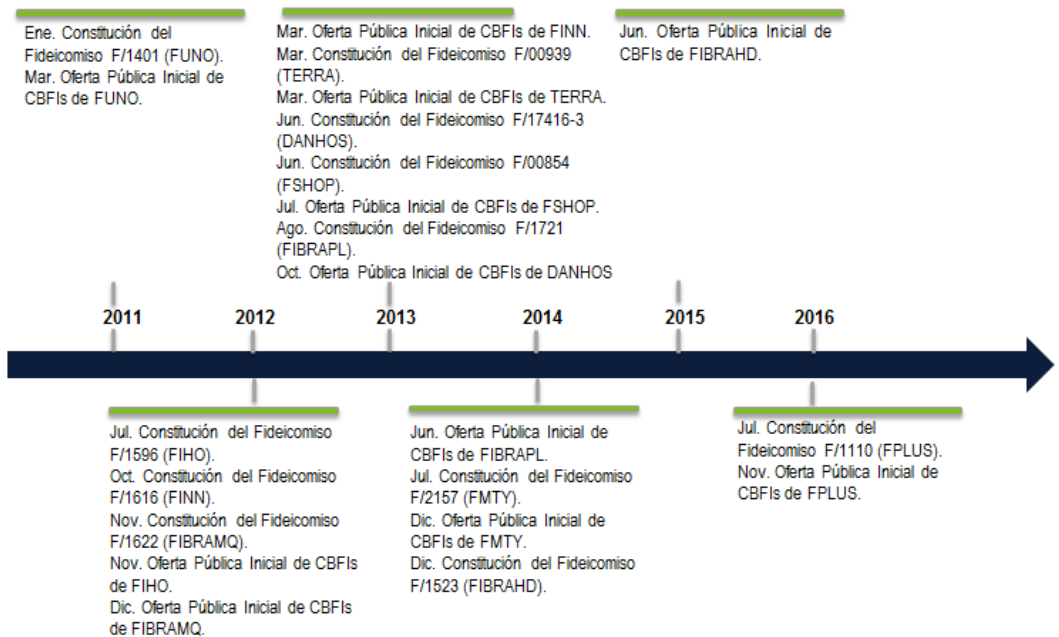 Ene. Constitución del
Fideicomiso F/1401 (FUNO).
Mar. Oferta Pública Inicial de
CBFIs de FUNO.
Mar. Oferta Pública Inicial de CBFIs de FINN.
Mar. Constitución del Fideicomiso F/00939
(TERRA).
Mar. Oferta Pública Inicial de CBFIs de TERRA.
Jun. Constitución del Fideicomiso F/17416-3
(DANHOS).
Jun. Constitución del Fideicomiso F/00854
(FSHOP).
Jul. Oferta Pública Inicial de CBFIs de FSHOP.
Ago. Constitución del Fideicomiso F/1721
(FIBRAPL).
Oct. Oferta Pública Inicial de CBFIs de DANHOS
Jun. Oferta Pública Inicial de
CBFIs de FIBRAHD.
2011 2012 2013 2014 2015 2016
Jul. Constitución del Fideicomiso
F/1596 (FIHO).
Oct. Constitución del Fideicomiso
F/1616 (FINN).
Nov. Constitución del Fideicomiso
F/1622 (FIBRAMQ).
Nov. Oferta Pública Inicial de CBFIs
de FIHO.
Dic. Oferta Pública Inicial de CBFIs
de FIBRAMQ.
Jun. Oferta Pública Inicial de
CBFIs de FIBRAPL.
Jul. Constitución del Fideicomiso
F/2157 (FMTY).
Dic. Oferta Pública Inicial de
CBFIs de FMTY.
Dic. Constitución del Fideicomiso
F/1523 (FIBRAHD).
Jul. Constitución del
Fideicomiso F/1110 (FPLUS).
Nov. Oferta Pública Inicial de
CBFIs de FPLUS.